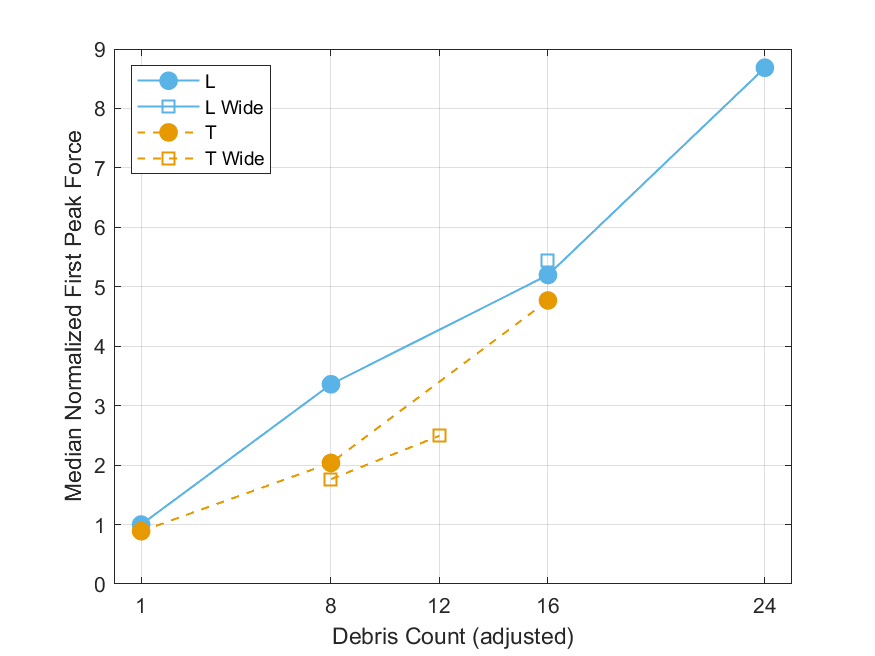 9
8
7
6
5
4
3
2
1
0
Median Normalized First Peak Force
L
L Wide
T
T Wide
1 8 12 16 24
Debris Count (adjusted)